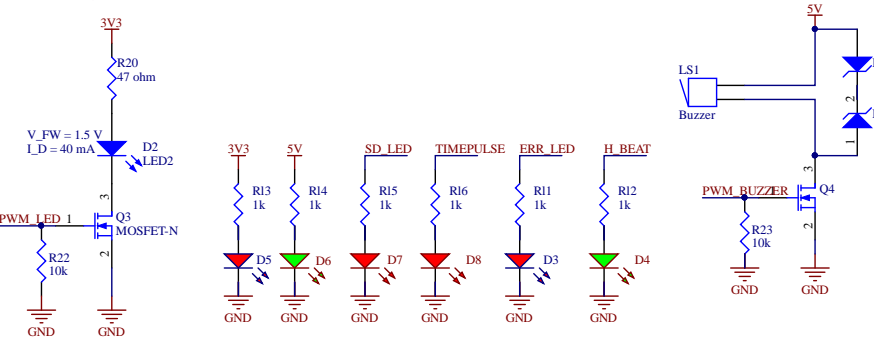 3V3
R20
47 ohm
V_FW = 1.5 V
I_D = 40 mA
D2
LED2
3
PWM_LED
1
Q3
MOSFET-N
2
R22
10k
GND
GND
3V3
5V
SD_LED
TIMEPULSE
ERR_LED
H_BEAT
R13
1k
R14
1k
R15
1k
R16
1k
R11
1k
R12
1k
D5
D6
D7
D8
D3
D4
GND
GND
GND
GND
GND
GND
5V
LS1
Buzzer
2
1
3
PWM_BUZZER
1
Q4
2
R23
10k
GND
GND